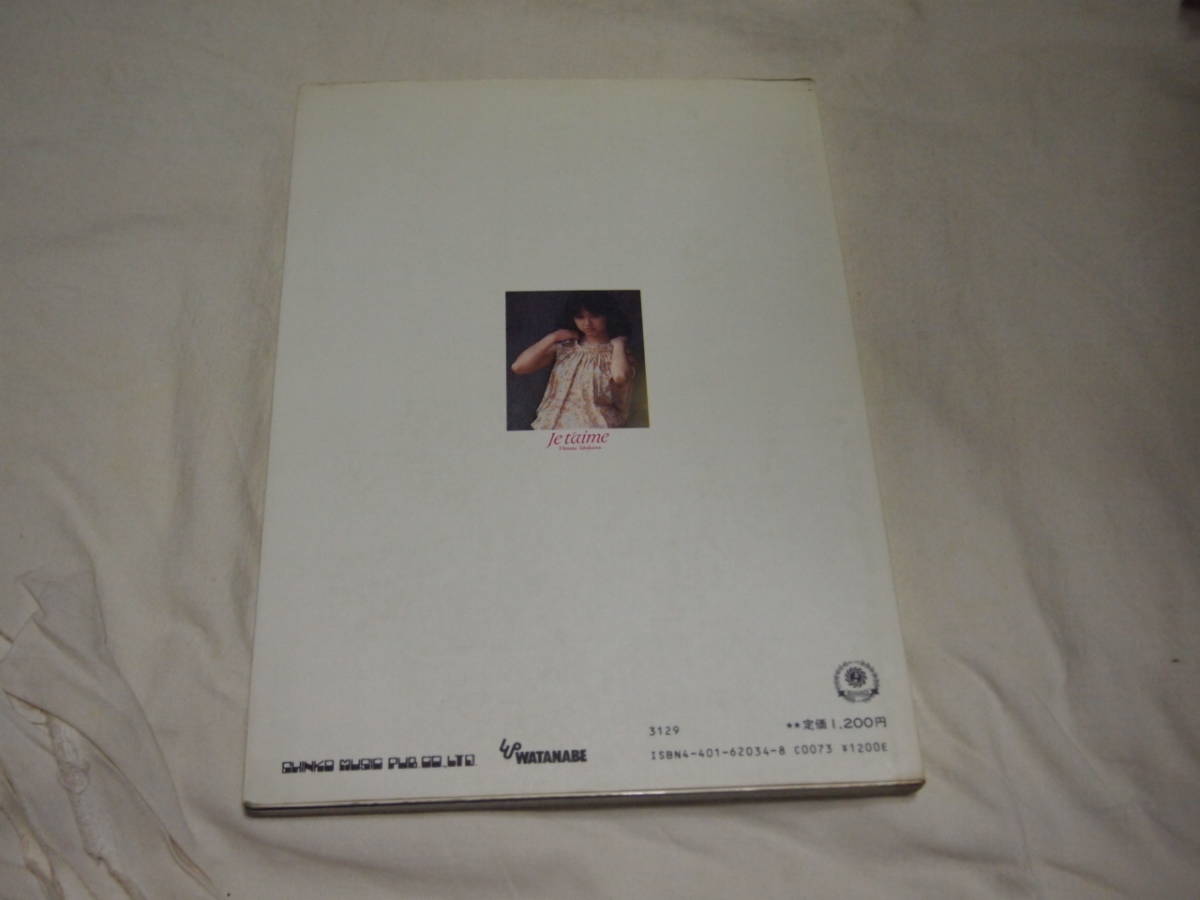 Je t'aime
3129
**定価1,200円
SHINKO MUSIC PUB. CO., LTD.
WATANABE
ISBN4-401-62034-8 C0073 ¥1200E